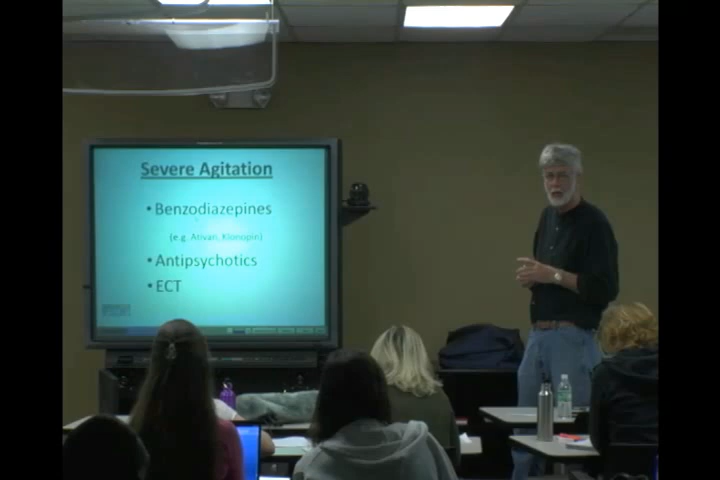 Severe Agitation
• Benzodiazepines
(e.g. Ativan, Klonopin)
• Antipsychotics
• ECT